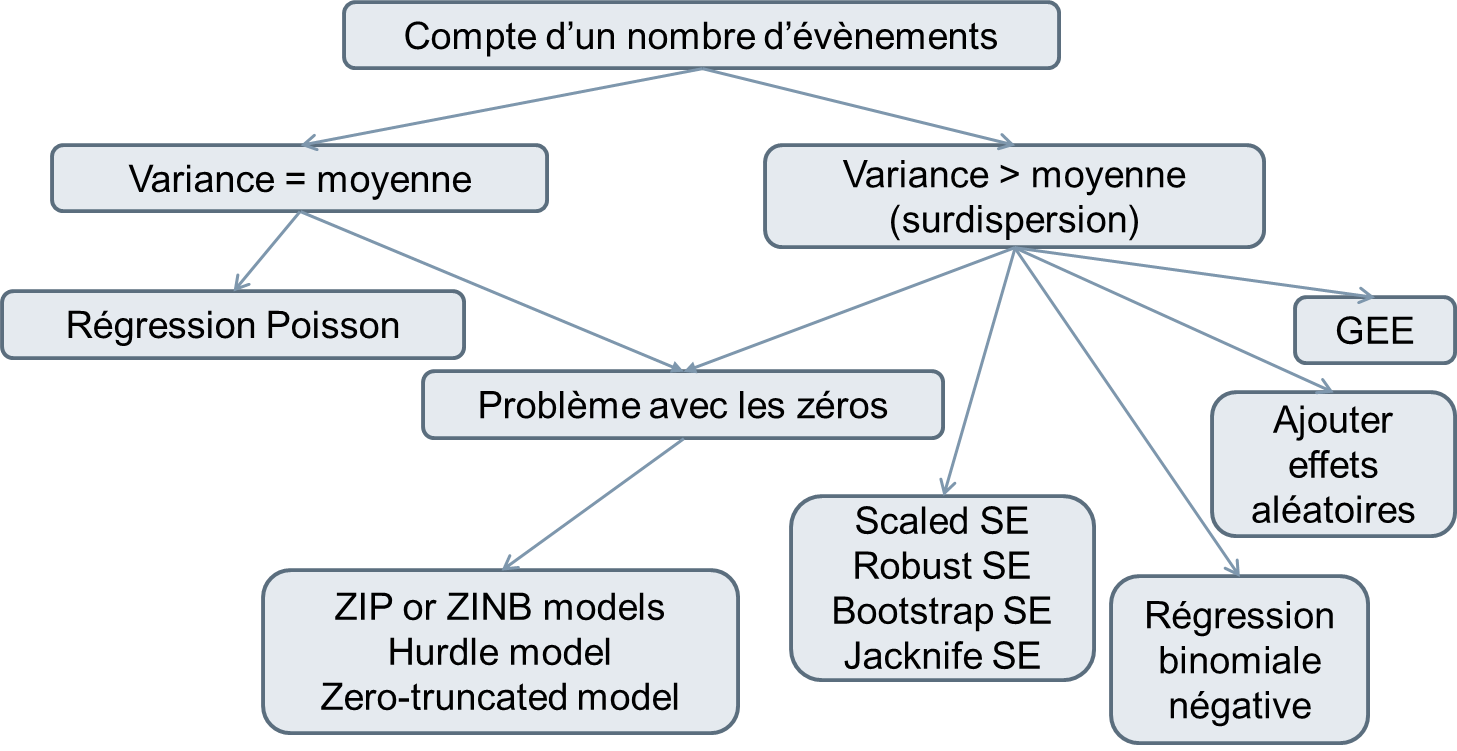 Compte d’un nombre d’évènements
Variance = moyenne
Variance > moyenne
(surdispersion)
Régression Poisson
GEE
Problème avec les zéros
Ajouter
effets
aléatoires
Scaled SE
Robust SE
Bootstrap SE
Jacknife SE
ZIP or ZINB models
Hurdle model
Zero-truncated model
Régression
binomiale
négative